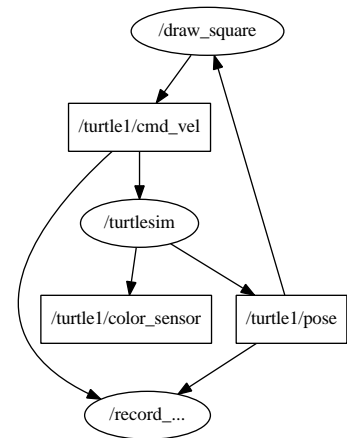 /draw_square
/turtle1/cmd_vel
/turtlesim
/turtle1/color_sensor
/turtle1/pose
/record_...